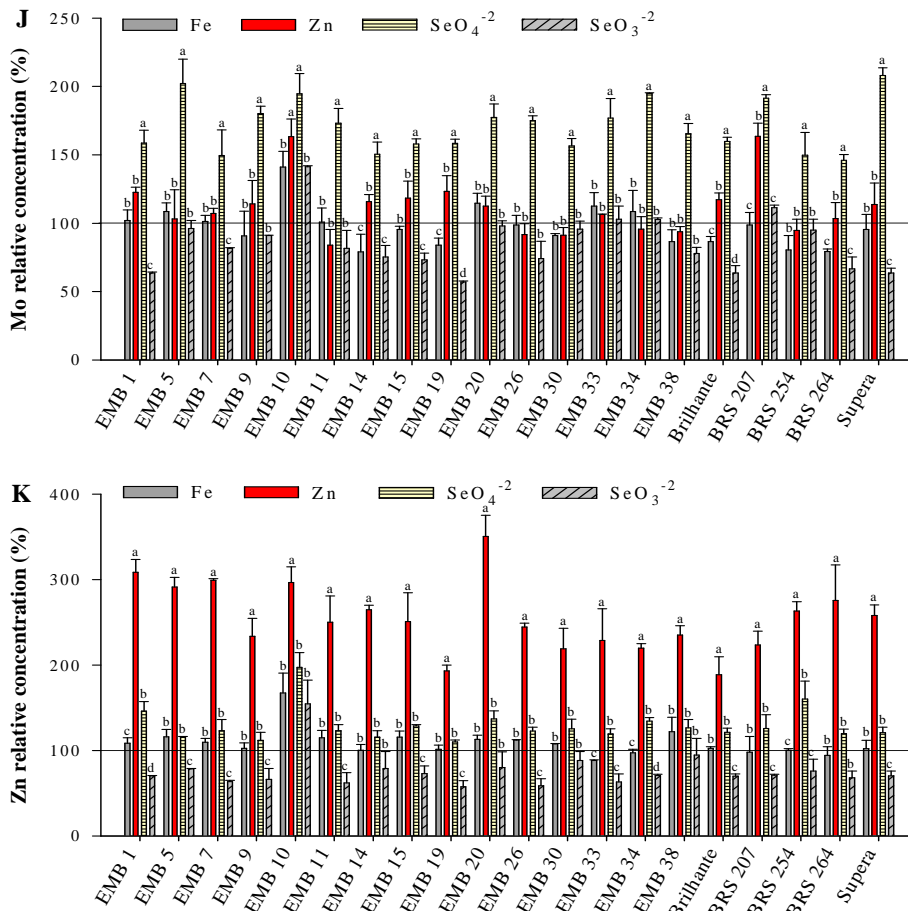 J
Fe Zn SeO₄⁻² SeO₃⁻²
Mo relative concentration (%)
250
200
150
100
50
0
b b a c
b b a b
b b a c
b b a b
b b a b
b b a b
c b a c
b b a c
b a c
b b a b
b b a b
b b a b
b b a b
b b a b
b b a b
b a d
c b a b
b b a b
c b a c
b b a c
EMB 1
EMB 5
EMB 7
EMB 9
EMB 10
EMB 11
EMB 14
EMB 15
EMB 19
EMB 20
EMB 26
EMB 30
EMB 33
EMB 34
EMB 38
Brilhante
BRS 207
BRS 254
BRS 264
Supera
K
Fe Zn SeO₄⁻² SeO₃⁻²
Zn relative concentration (%)
400
300
200
100
0
c a b d
b a b c
b a b c
b a b c
b a b b
b a b c
b a b b
b a b c
b a b c
b a b b
b a b c
b a b b
b a b c
c a b c
b a b b
b a b c
b a b b
c a b c
b a b c
b a b c
EMB 1
EMB 5
EMB 7
EMB 9
EMB 10
EMB 11
EMB 14
EMB 15
EMB 19
EMB 20
EMB 26
EMB 30
EMB 33
EMB 34
EMB 38
Brilhante
BRS 207
BRS 254
BRS 264
Supera